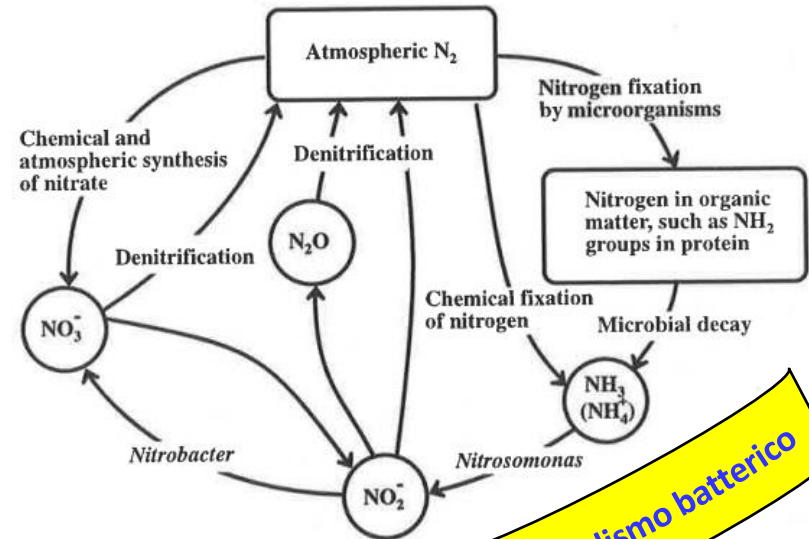 Atmospheric N₂
Nitrogen fixation
by microorganisms
Chemical and
atmospheric synthesis
of nitrate
Denitrification
Nitrogen in organic
matter, such as NH₂
groups in protein
N₂O
Denitrification
Chemical fixation
of nitrogen
Microbial decay
NO₃⁻
NH₃
(NH₄⁺)
Nitrobacter
Nitrosomonas
NO₂⁻
batterico